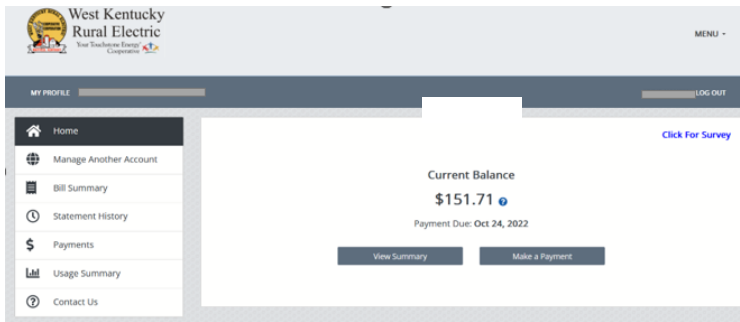 West Kentucky
Rural Electric
Your Touchstone Energy®
Cooperative
MENU
MY PROFILE
LOG OUT
Home
Manage Another Account
Bill Summary
Statement History
Payments
Usage Summary
Contact Us
Click For Survey
Current Balance
$151.71
Payment Due: Oct 24, 2022
View Summary
Make a Payment